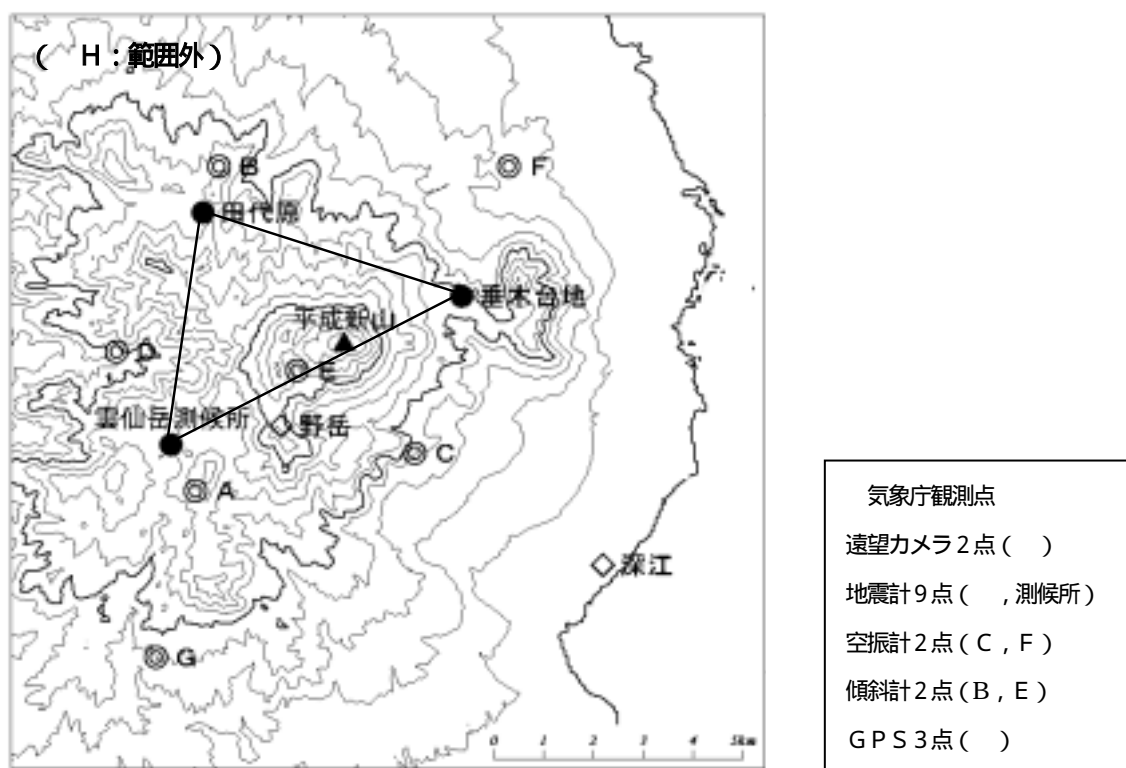 ( H:範囲外)
B
F
田代原
垂木台地
平成新山
D
E
雲仙岳測候所
野岳
C
A
深江
G
0 1 2 3 4 5km
気象庁観測点
遠望カメラ2点( )
地震計9点( ,測候所)
空振計2点(C,F)
傾斜計2点(B,E)
GPS3点( )